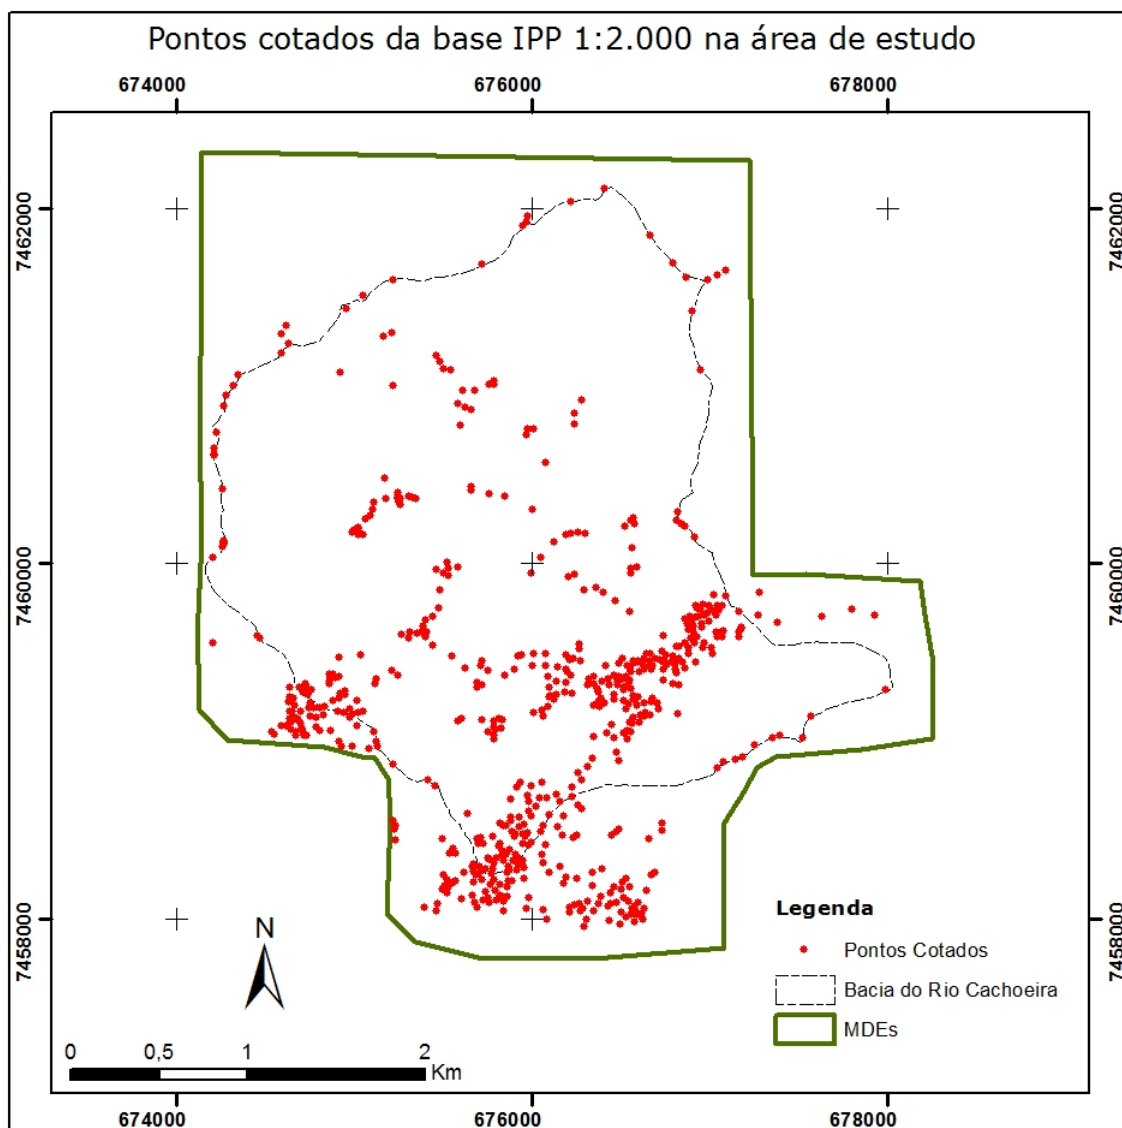 Pontos cotados da base IPP 1:2.000 na área de estudo
674000 676000 678000
7462000 7462000
7460000 7460000
7458000 7458000
N
Legenda
Pontos Cotados
Bacia do Rio Cachoeira
MDEs
0 0,5 1 2
Km
674000 676000 678000